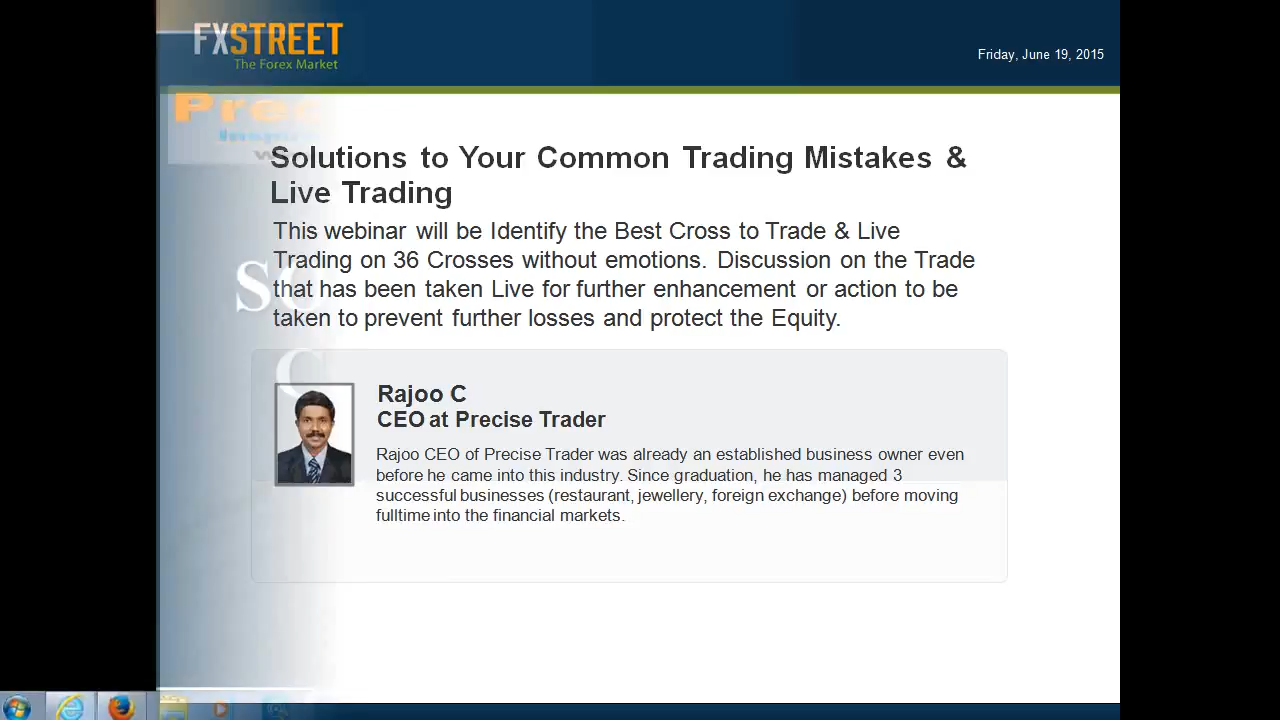 FXSTREET
The Forex Market
Friday, June 19, 2015
Prec
Solutions to Your Common Trading Mistakes &
Live Trading
This webinar will be Identify the Best Cross to Trade & Live
Trading on 36 Crosses without emotions. Discussion on the Trade
that has been taken Live for further enhancement or action to be
taken to prevent further losses and protect the Equity.
Rajoo C
CEO at Precise Trader
Rajoo CEO of Precise Trader was already an established business owner even
before he came into this industry. Since graduation, he has managed 3
successful businesses (restaurant, jewellery, foreign exchange) before moving
fulltime into the financial markets.